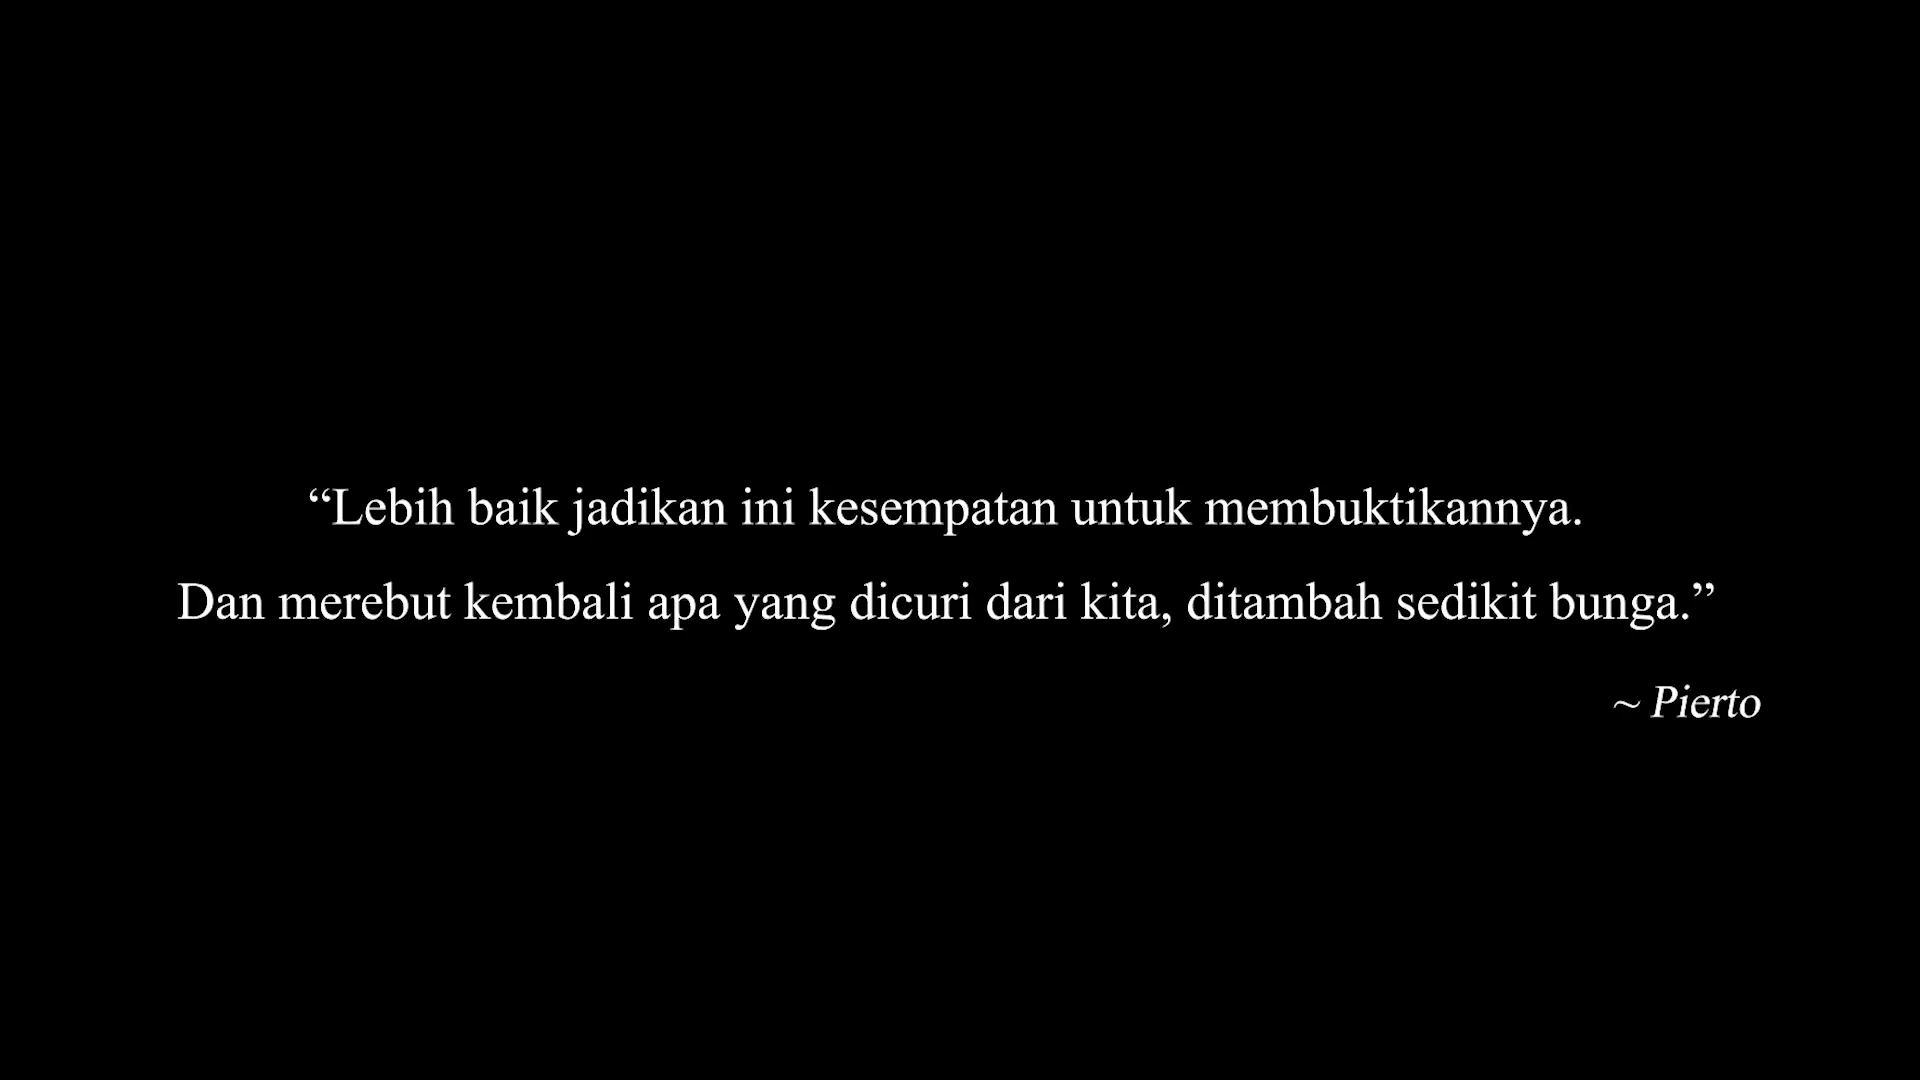 “Lebih baik jadikan ini kesempatan untuk membuktikannya.
Dan merebut kembali apa yang dicuri dari kita, ditambah sedikit bunga.”
~ Pierto